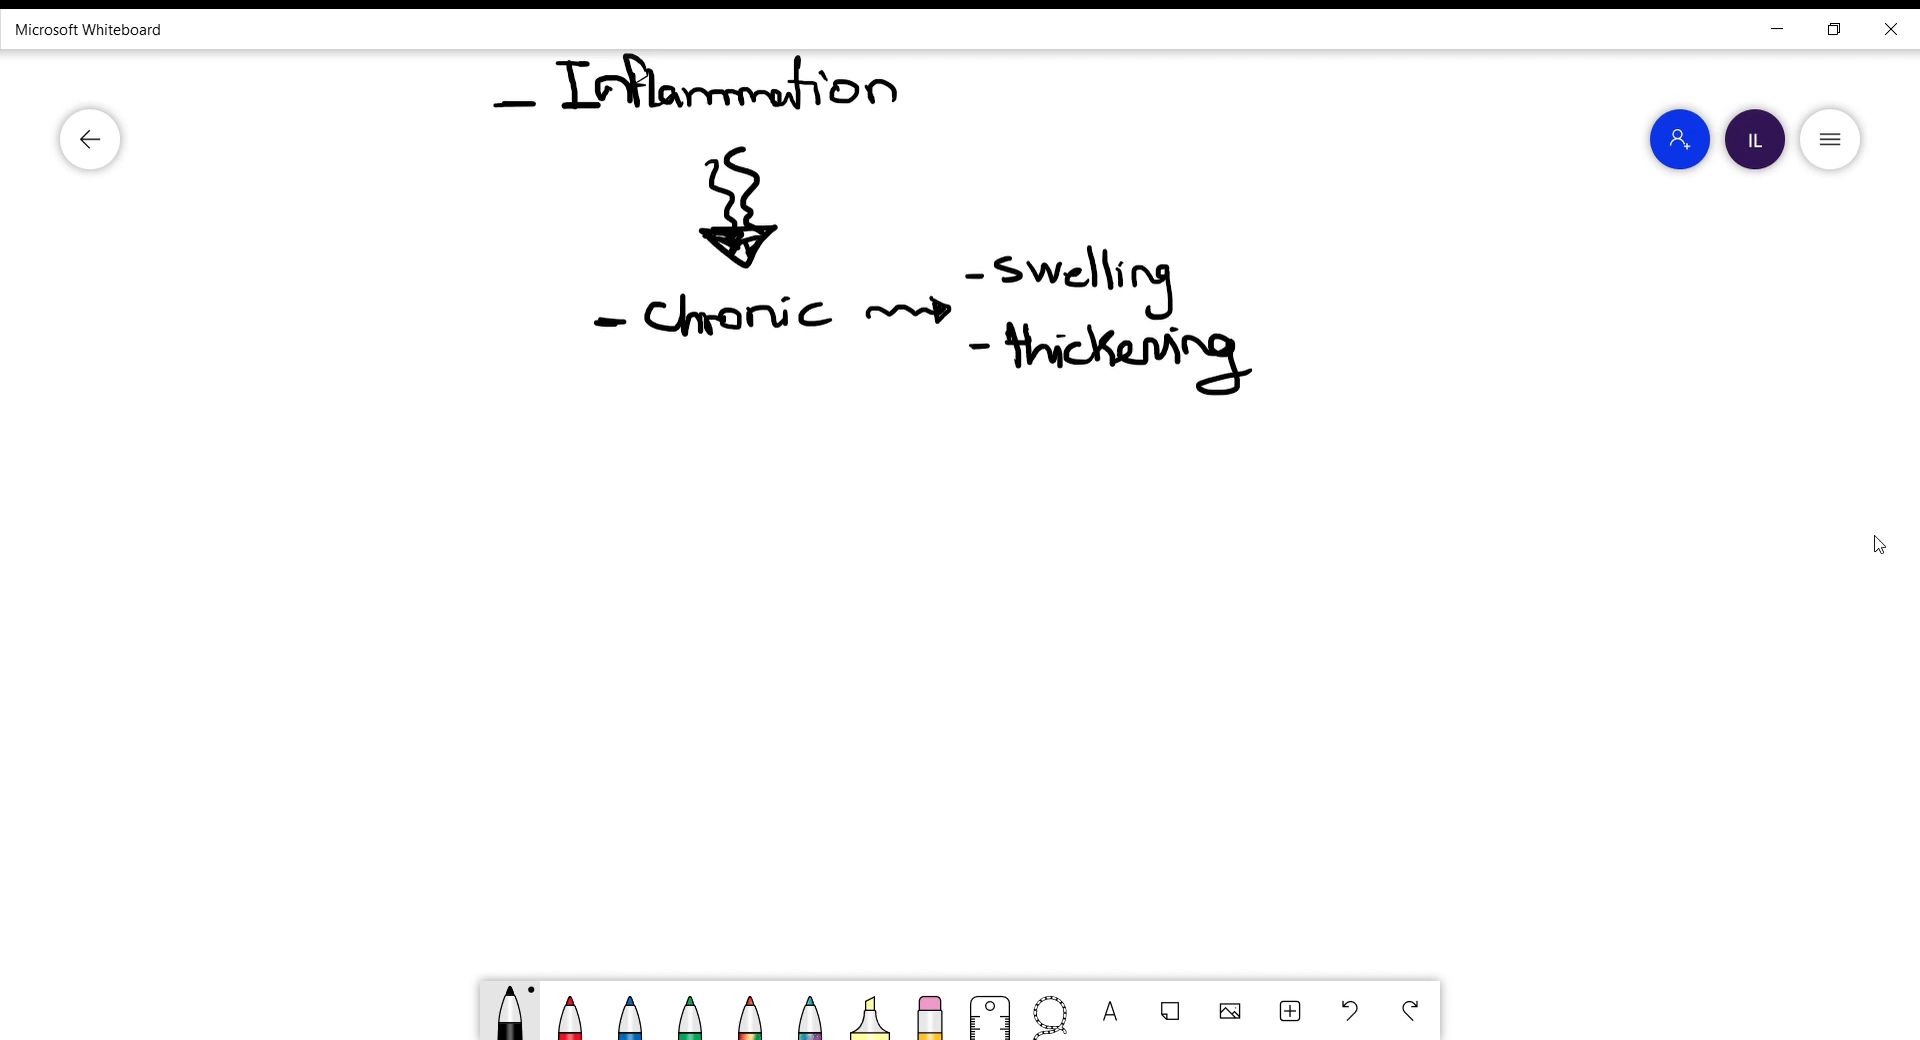 Microsoft Whiteboard
- Inflammation
IL
- swelling
- chronic
- thickening
A